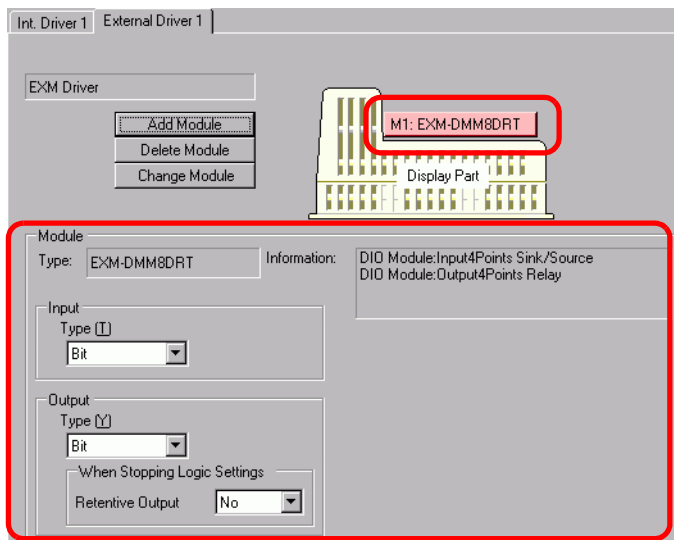 Int. Driver 1 External Driver 1
EXM Driver
Add Module
Delete Module
Change Module
M1: EXM-DMM8DRT
Display Part
Module
Type: EXM-DMM8DRT
Information: DIO Module:Input4Points Sink/Source
DIO Module:Output4Points Relay
Input
Type (T)
Bit
Output
Type (Y)
Bit
When Stopping Logic Settings
Retentive Output No